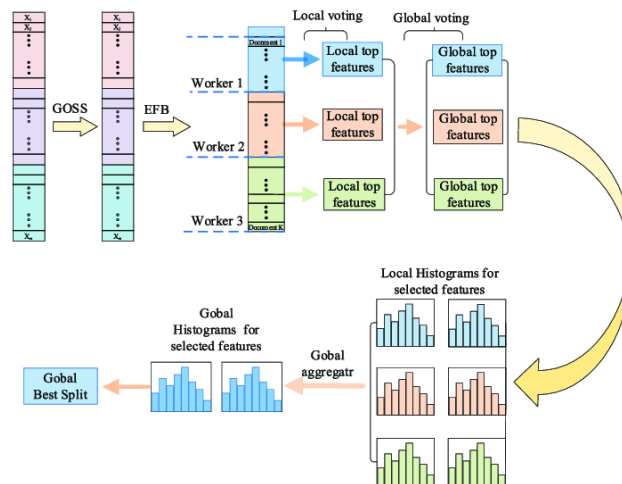 X₁
X₂
Xₘ
GOSS
X₁
X₂
Xₘ
EFB
Document 1
Document K
Worker 1
Worker 2
Worker 3
Local voting
Global voting
Local top
features
Local top
features
Local top
features
Global top
features
Global top
features
Global top
features
Local Histograms for
selected features
Gobal
aggregatr
Gobal
Histograms for
selected features
Gobal
Best Split